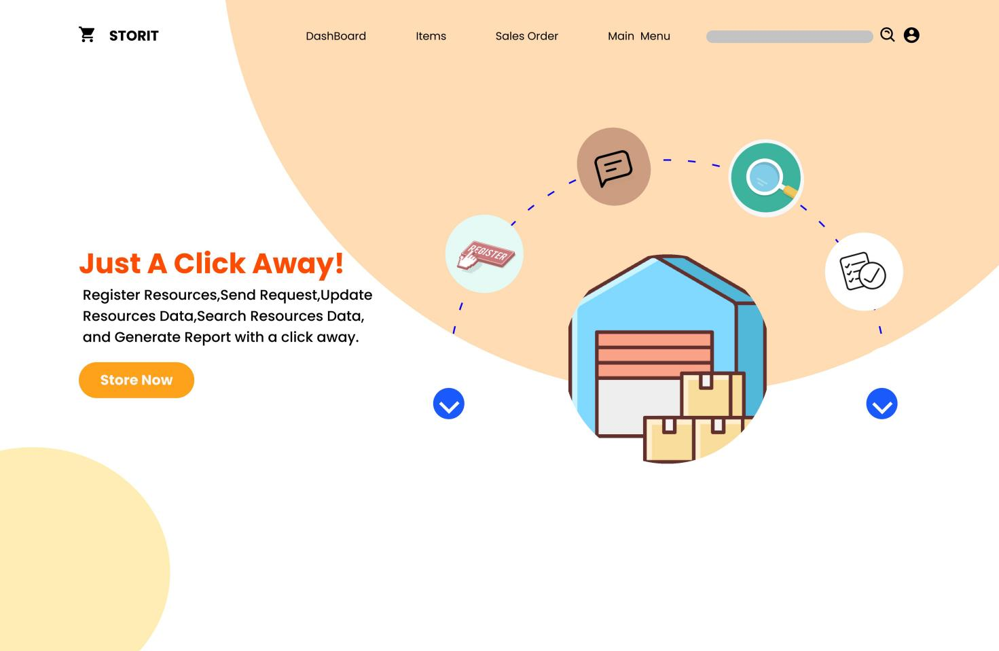 STORIT
DashBoard
Items
Sales Order
Main  Menu
REGISTER
Just A Click Away!
Register Resources,Send Request,Update
Resources Data,Search Resources Data,
and Generate Report with a click away.
Store Now